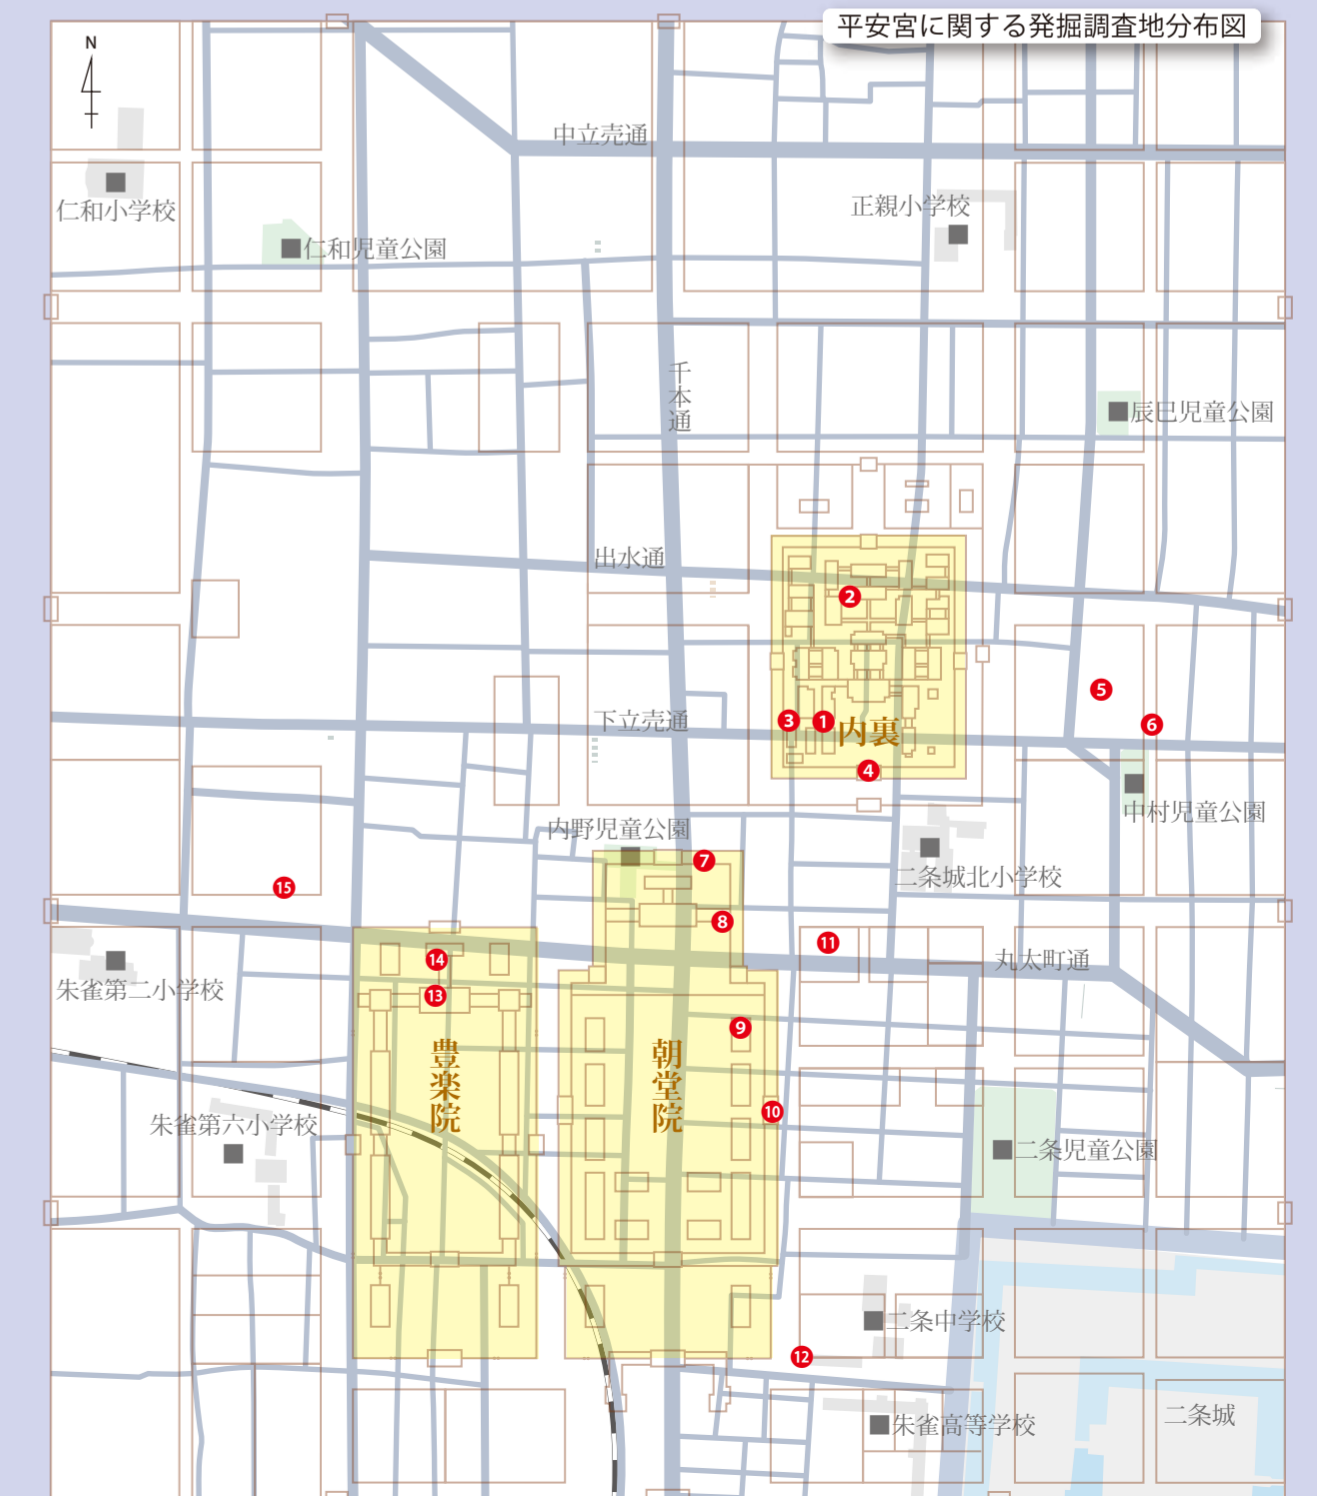 平安宮に関する発掘調査地分布図
N
中立売通
仁和小学校
正親小学校
仁和児童公園
千本通
辰巳児童公園
出水通
2
5
3
1
内裏
6
下立売通
4
中村児童公園
内野児童公園
7
二条城北小学校
15
8
11
14
丸太町通
朱雀第二小学校
13
9
豊楽院
朝堂院
10
朱雀第六小学校
二条児童公園
二条中学校
12
二条城
朱雀高等学校